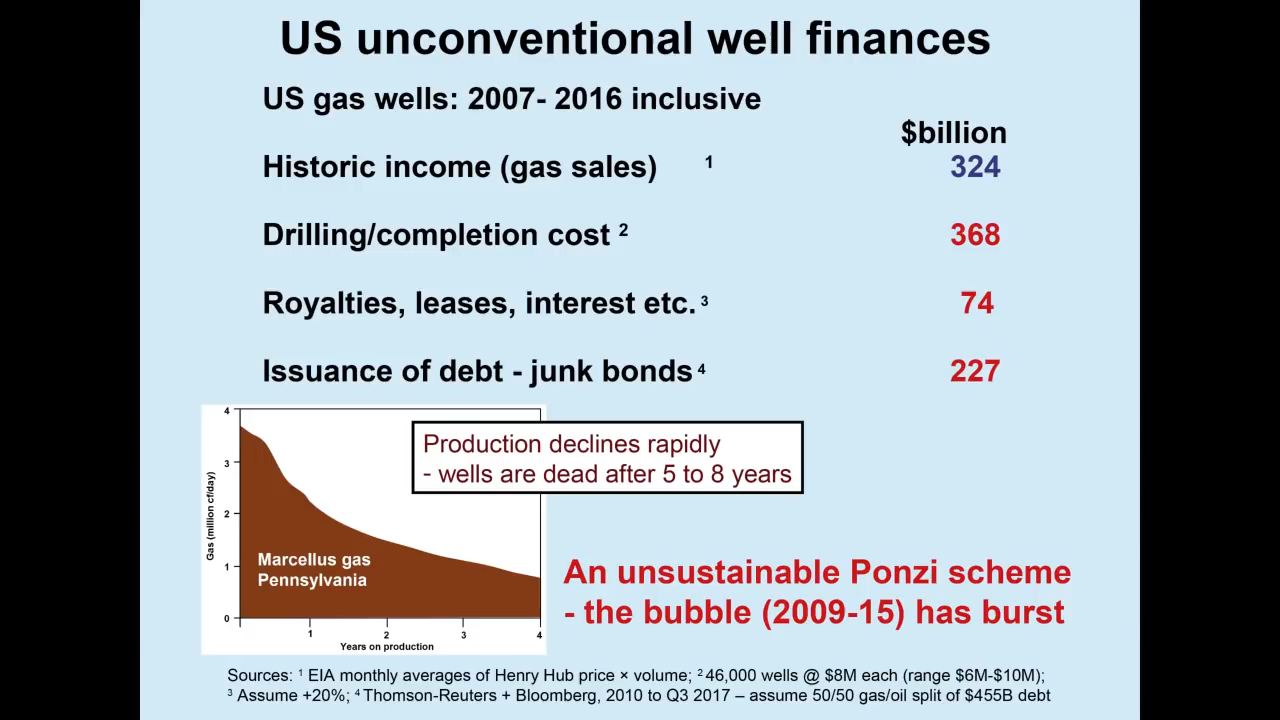 US unconventional well finances
US gas wells: 2007- 2016 inclusive
$billion
Historic income (gas sales) 1 324
Drilling/completion cost 2 368
Royalties, leases, interest etc. 3 74
Issuance of debt - junk bonds 4 227
Production declines rapidly
- wells are dead after 5 to 8 years
4
3
2
1
0
Gas (million cf/day)
Marcellus gas
Pennsylvania
1 2 3 4
Years on production
An unsustainable Ponzi scheme
- the bubble (2009-15) has burst
Sources: 1 EIA monthly averages of Henry Hub price × volume; 2 46,000 wells @ $8M each (range $6M-$10M);
3 Assume +20%; 4 Thomson-Reuters + Bloomberg, 2010 to Q3 2017 – assume 50/50 gas/oil split of $455B debt